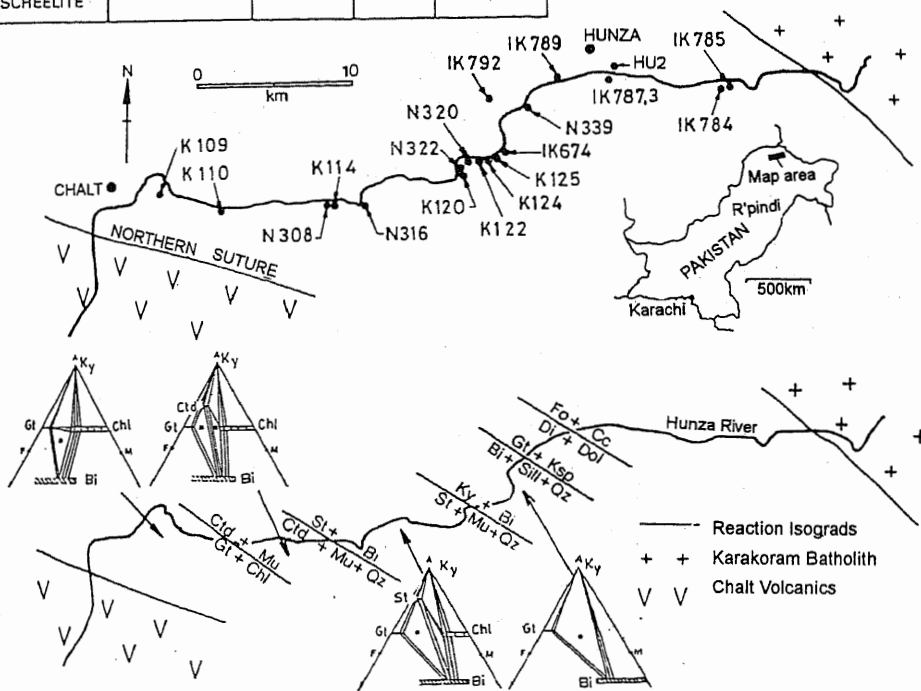 SCHEELITE
N
0 10
km
HUNZA
HU2
IK789
IK792
IK785
IK787,3
IK784
N339
N320
N322
IK674
K125
K124
K122
K120
K 109
K 110
K114
N308
N316
CHALT
NORTHERN SUTURE
V V V V V V V V
Map area
R'pindi
PAKISTAN
Karachi
500km
A Ky
Gt Chl
F M
Bi
A Ky
Ctd
Gt Chl
F M
Bi
Fo + Cc
Di + Dol
Gt + Ksp
Bi + Sill + Qz
Ky + Bi
St + Mu + Qz
St + Bi
Ctd + Mu + Qz
Ctd + Mu
Gt + Chl
Hunza River
A Ky
St
Gt Chl
F M
Bi
A Ky
Gt
F M
Bi
Reaction Isograds
+ + Karakoram Batholith
V V Chalt Volcanics
V V V V V